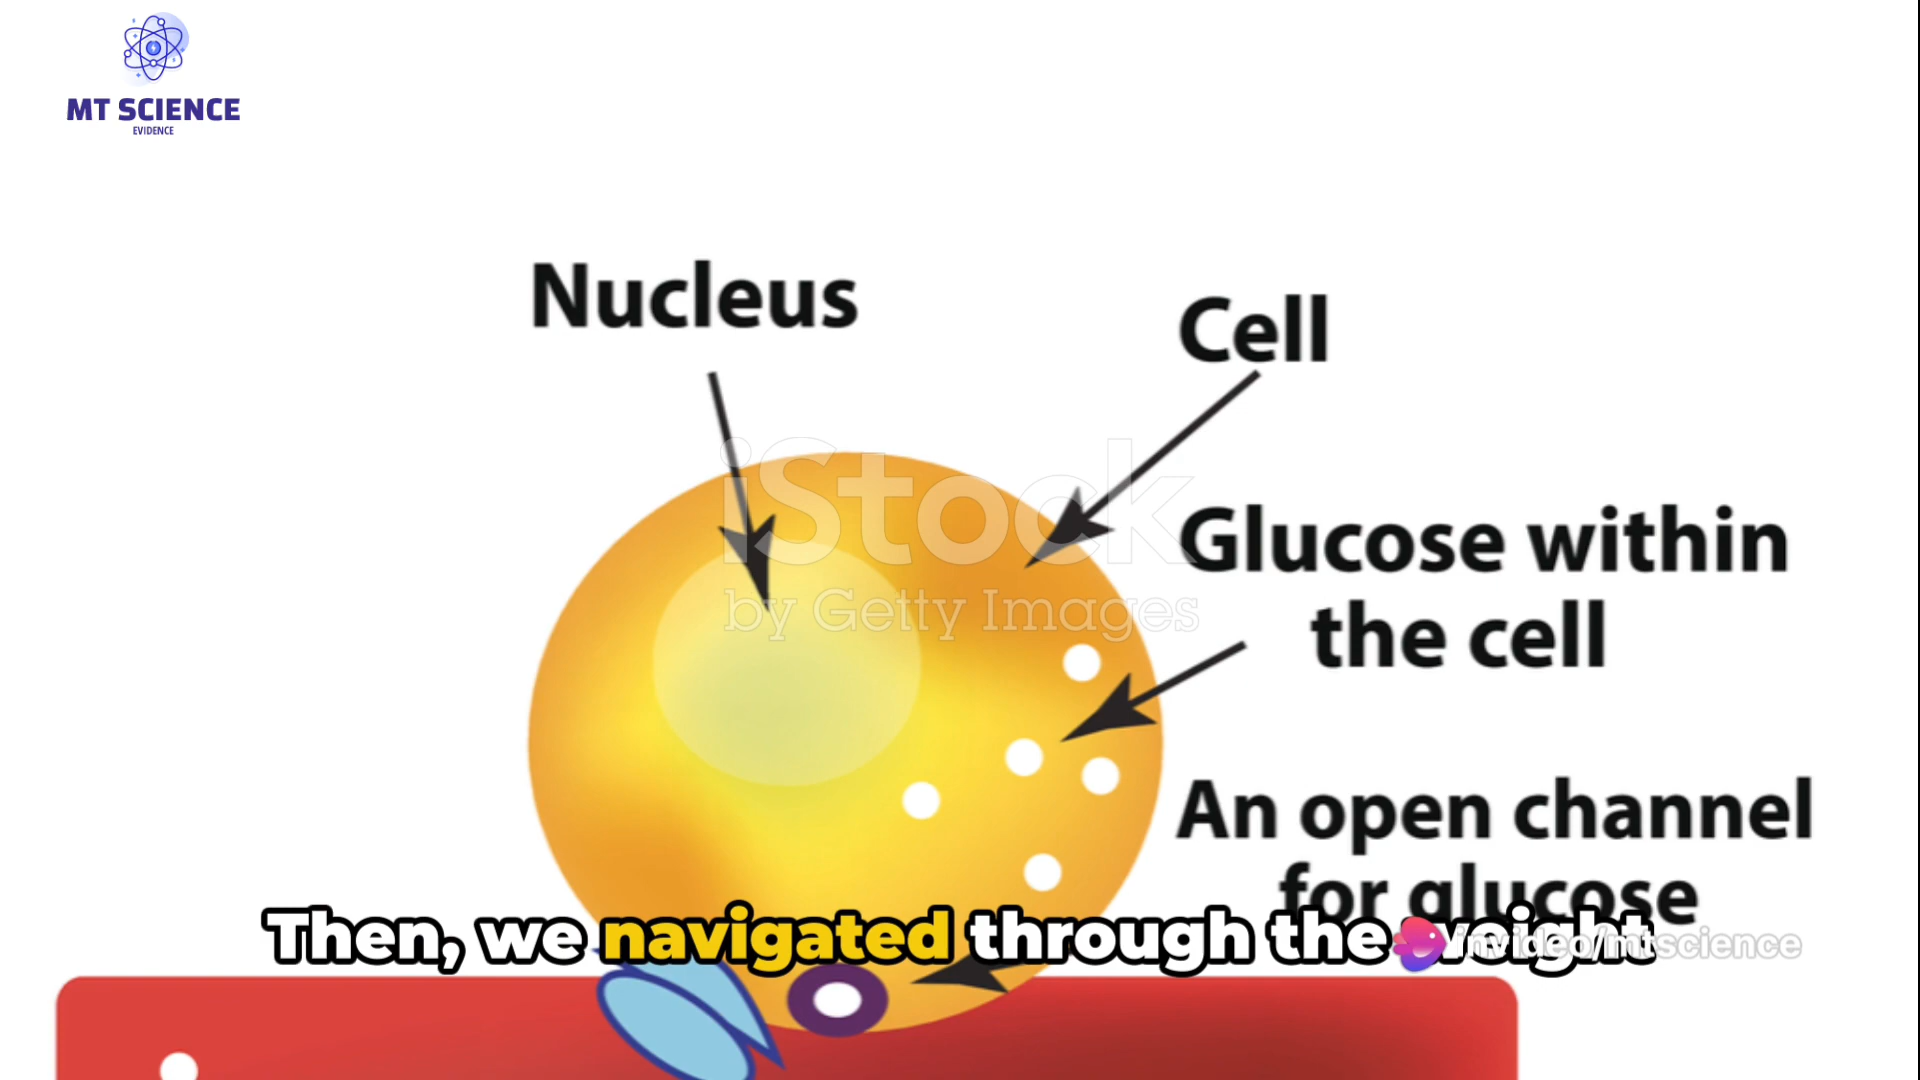 MT SCIENCE
EVIDENCE
Nucleus
Cell
iStock
by Getty Images
Glucose within
the cell
An open channel
for glucose
Then, we navigated through the weight
invideo/mtscience